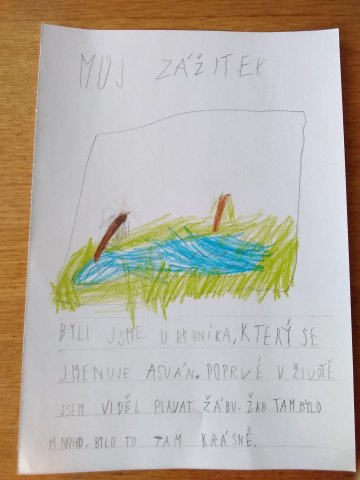 MŮJ ZÁŽITEK
BYLI JSME U RYBNÍKA, KTERÝ SE
JMENUJE ASUÁN. POPRVÉ V ŽIVOTĚ
JSEM VIDĚL PLAVAT ŽÁBU. ŽAB TAM BYLO
MNOHO. BYLO TO TAM KRÁSNÉ.